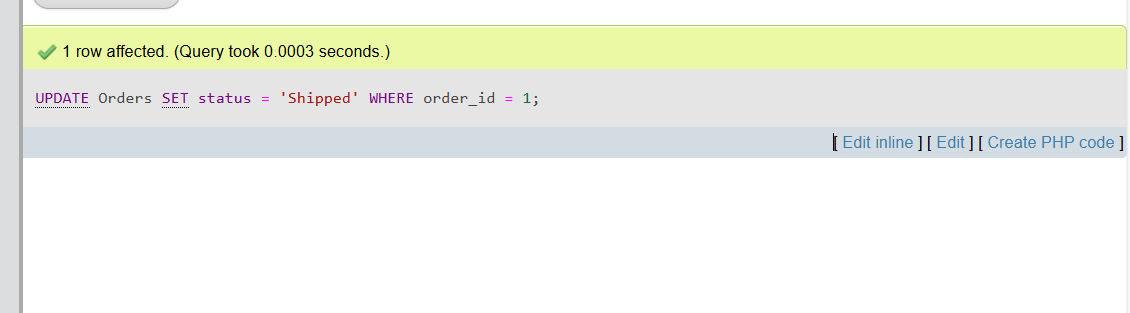 1 row affected. (Query took 0.0003 seconds.)
UPDATE Orders SET status = 'Shipped' WHERE order_id = 1;
[ Edit inline ] [ Edit ] [ Create PHP code ]